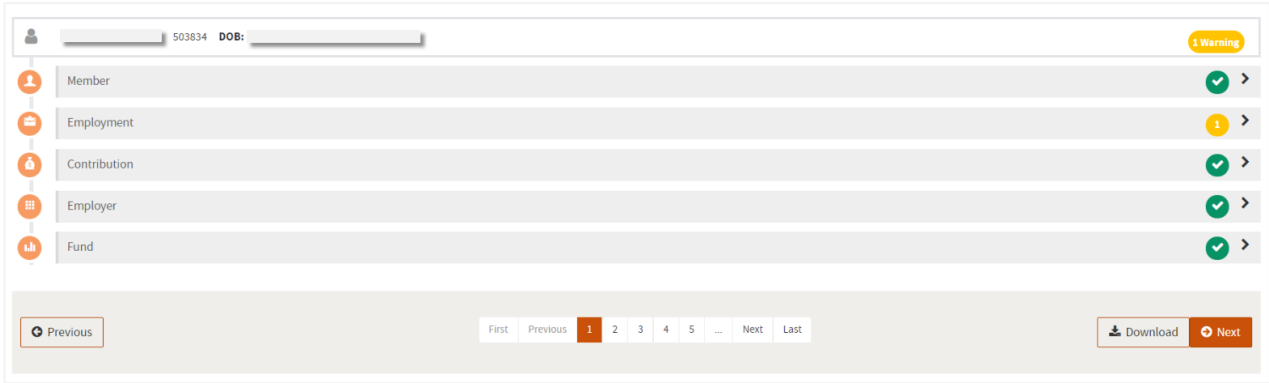 503834 DOB:
1 Warning
Member
Employment
1
Contribution
Employer
Fund
Previous
First Previous 1 2 3 4 5 ... Next Last
Download
Next